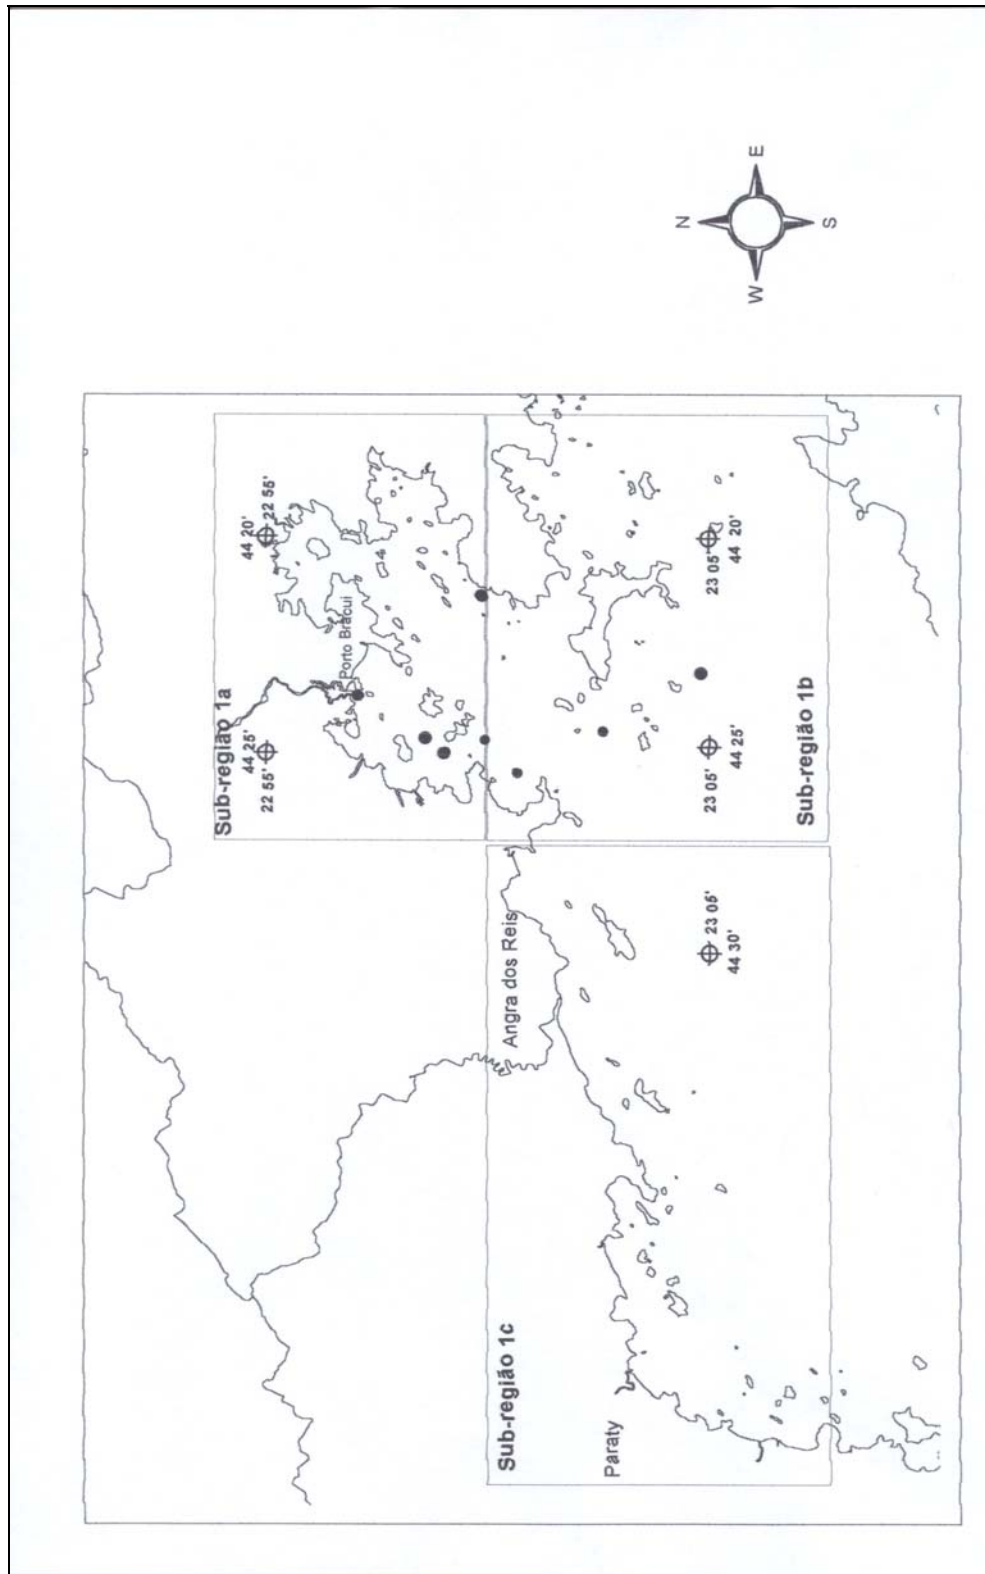 N
W
E
S
Sub-região 1a
44 25'
22 55'
44 20'
22 55'
Porto Bracui
Sub-região 1b
23 05'
44 25'
23 05'
44 20'
Sub-região 1c
Angra dos Reis
Paraty
23 05'
44 30'